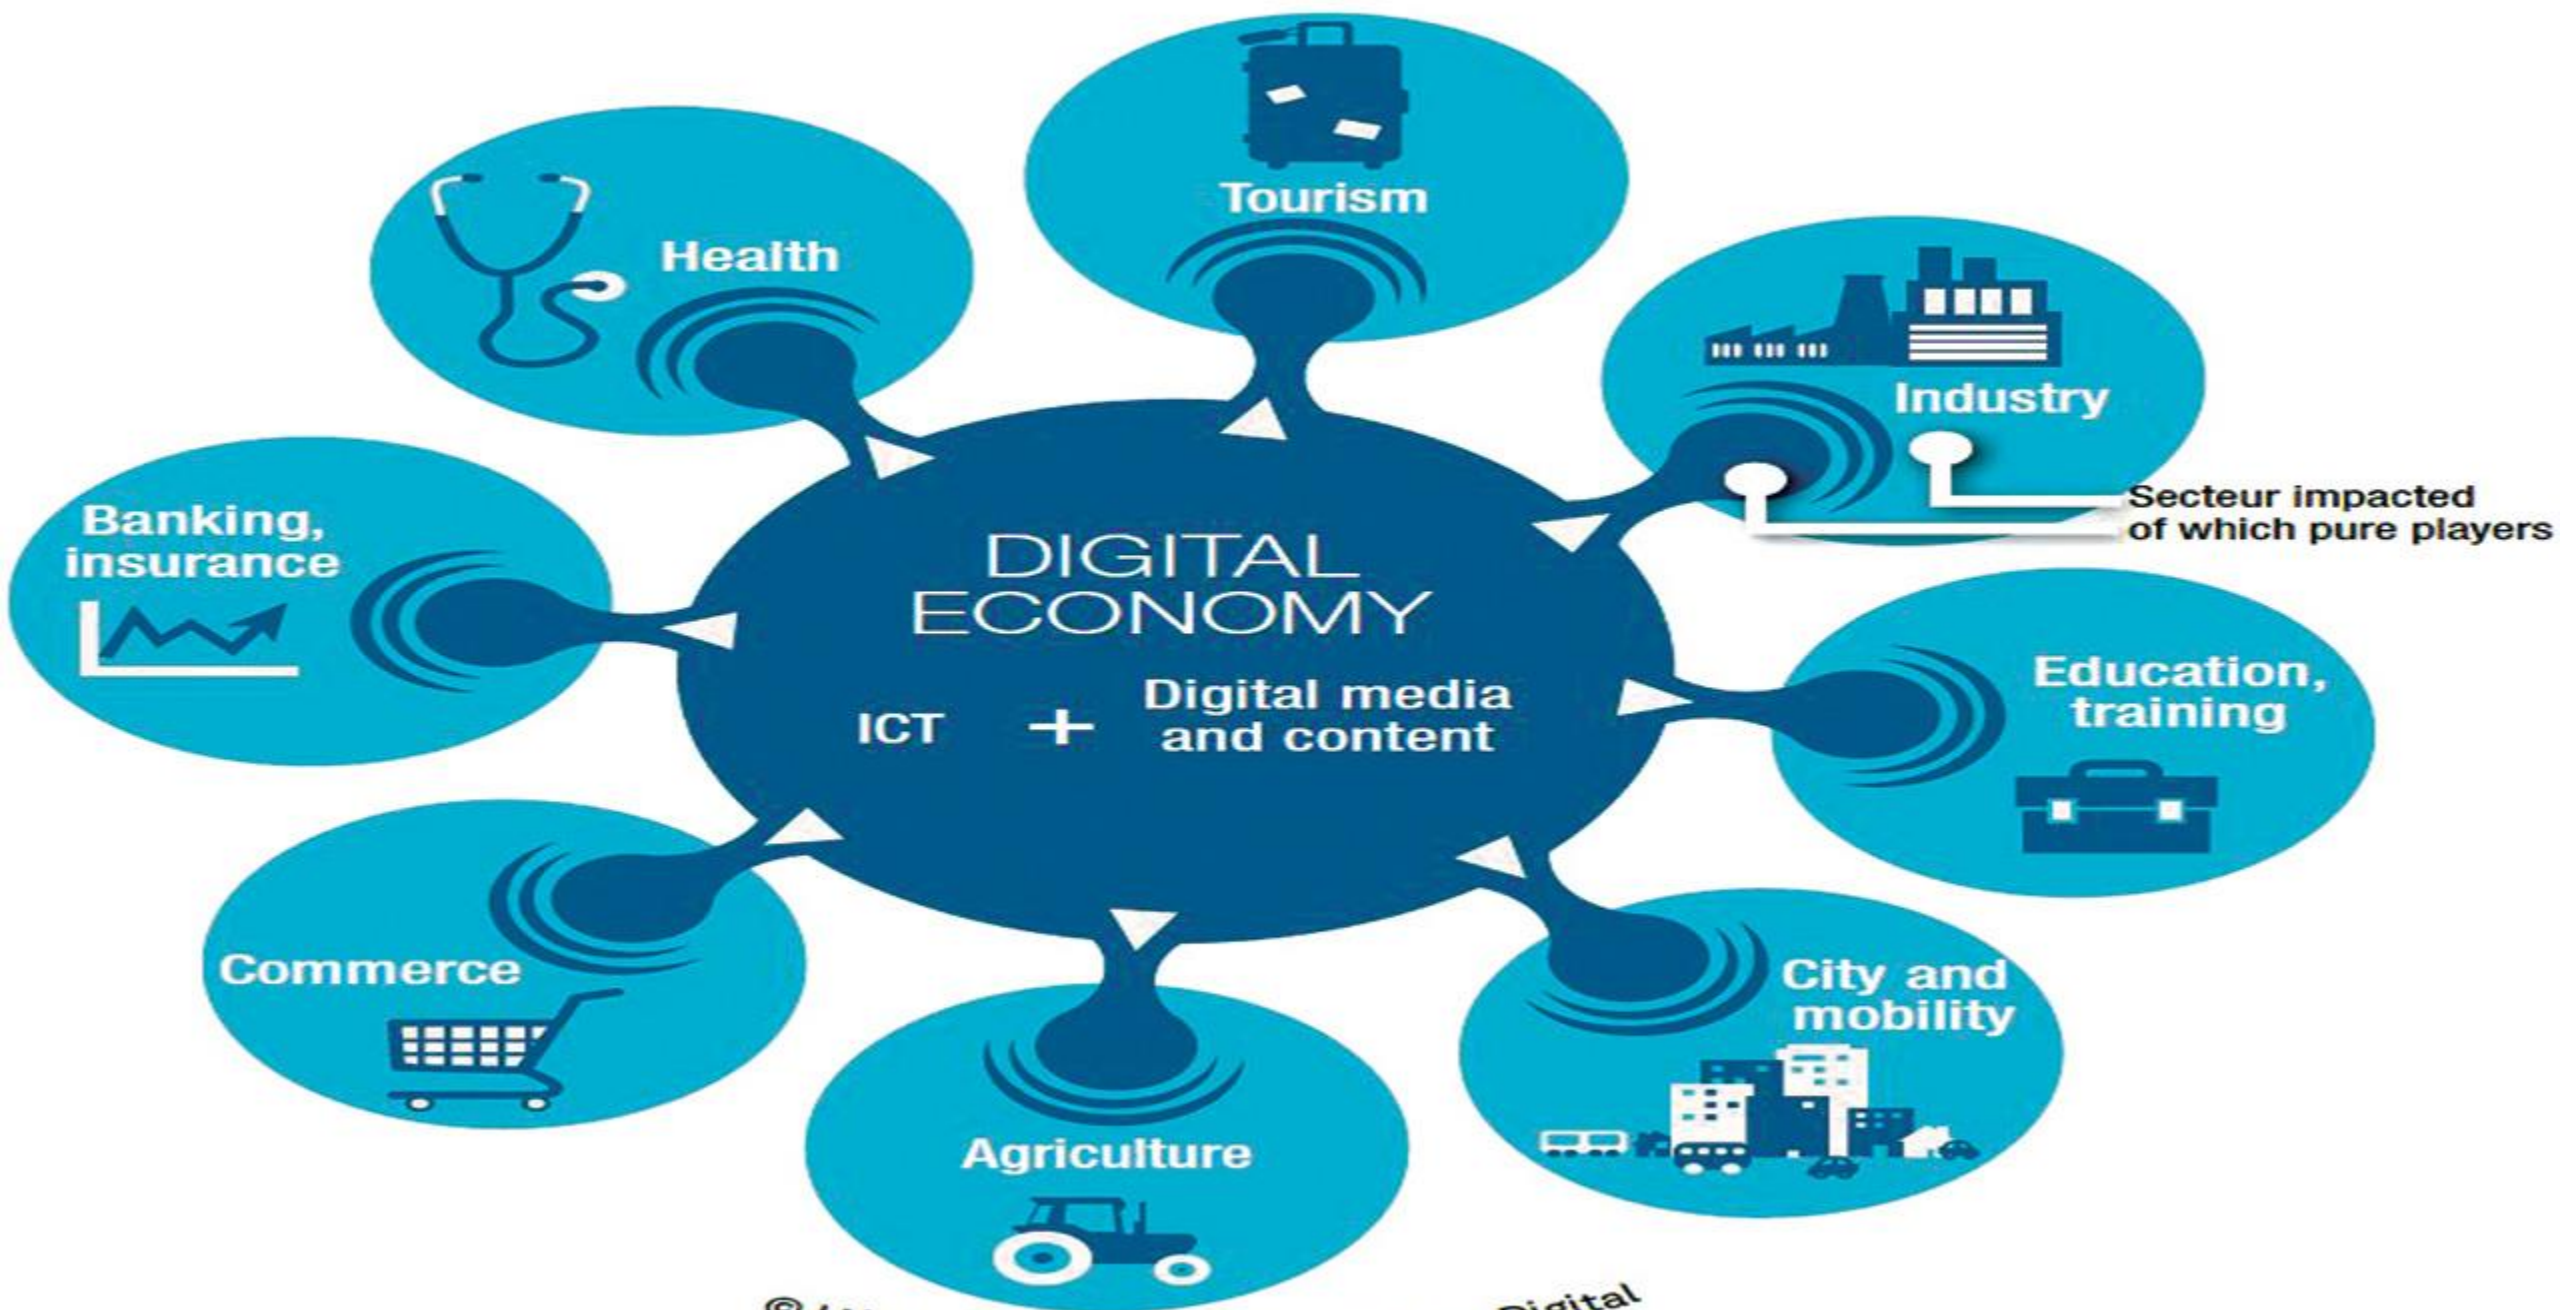 Tourism
Health
Industry
Secteur impacted
of which pure players
Banking,
insurance
DIGITAL
ECONOMY
ICT + Digital media
and content
Education,
training
Commerce
City and
mobility
Agriculture
©
Digital